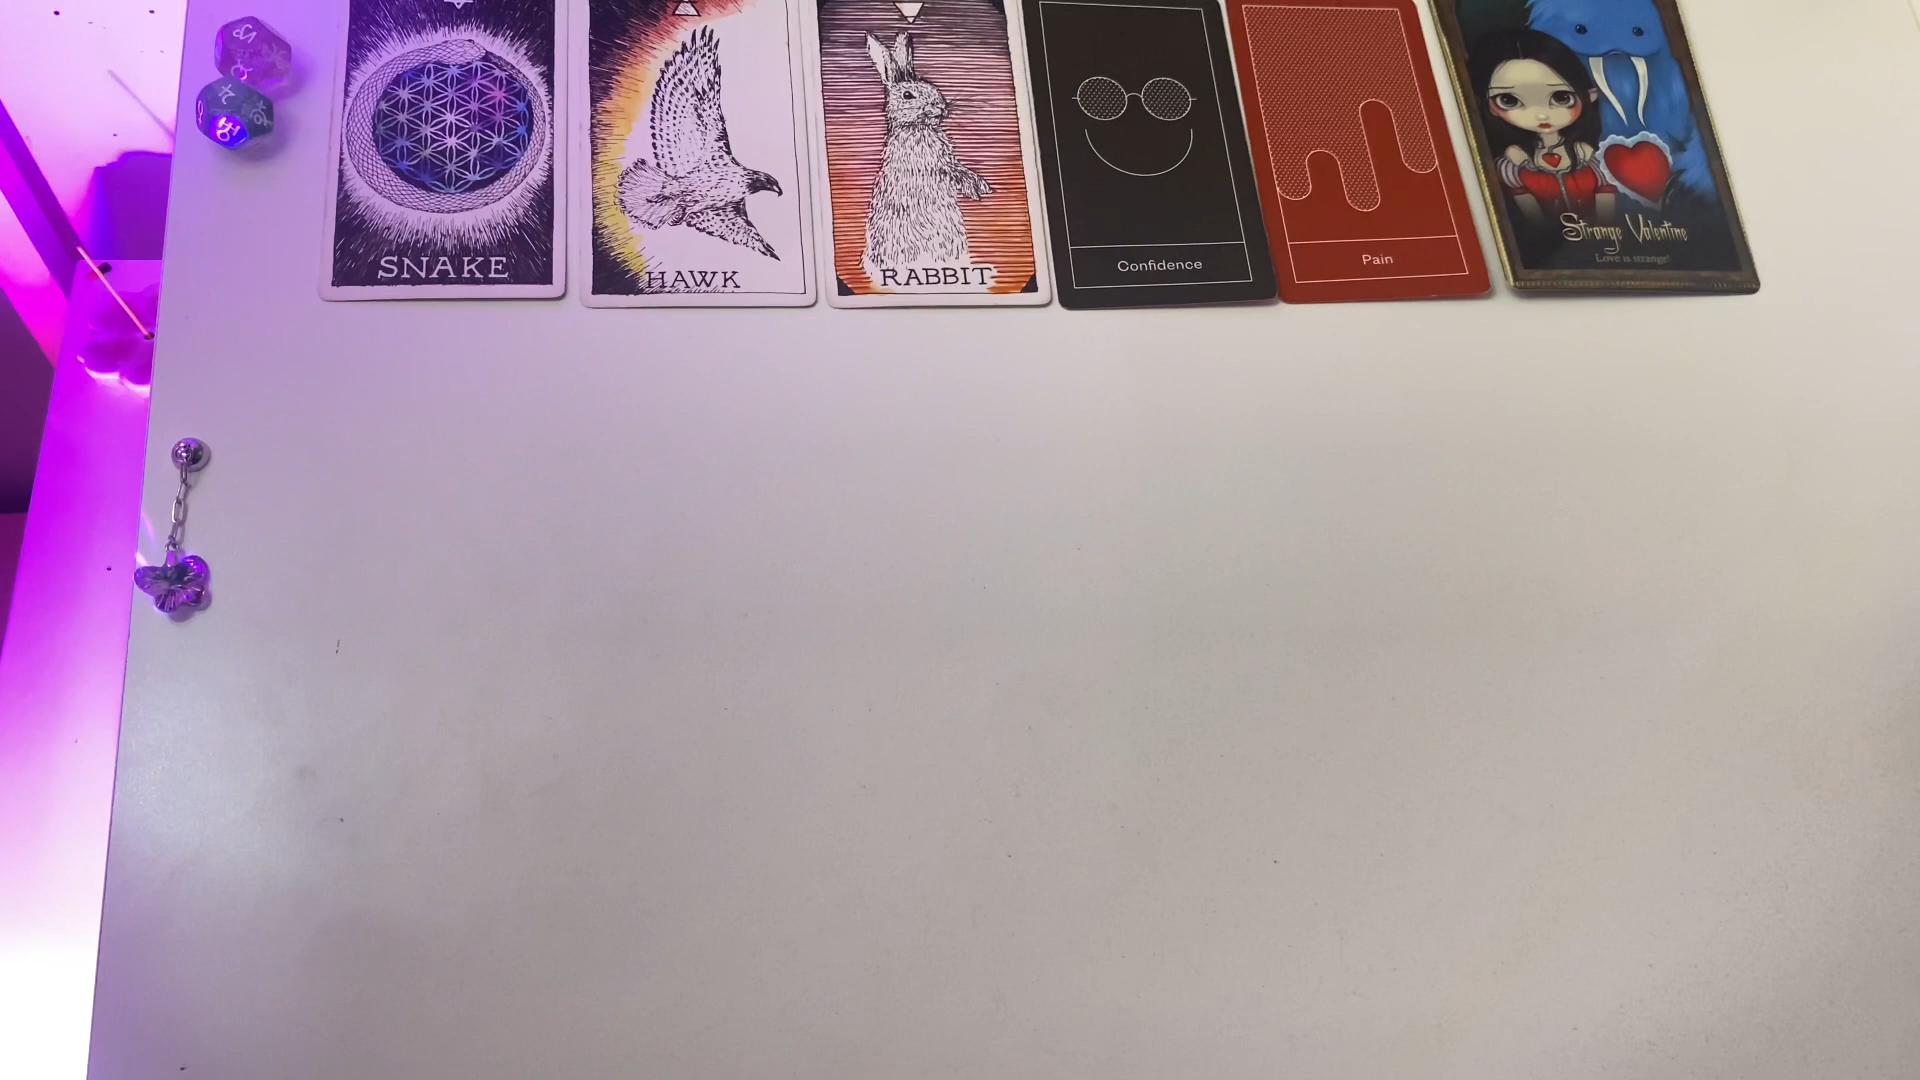 SNAKE
HAWK
RABBIT
Confidence
Pain
Strange Valentine
Love is strange!